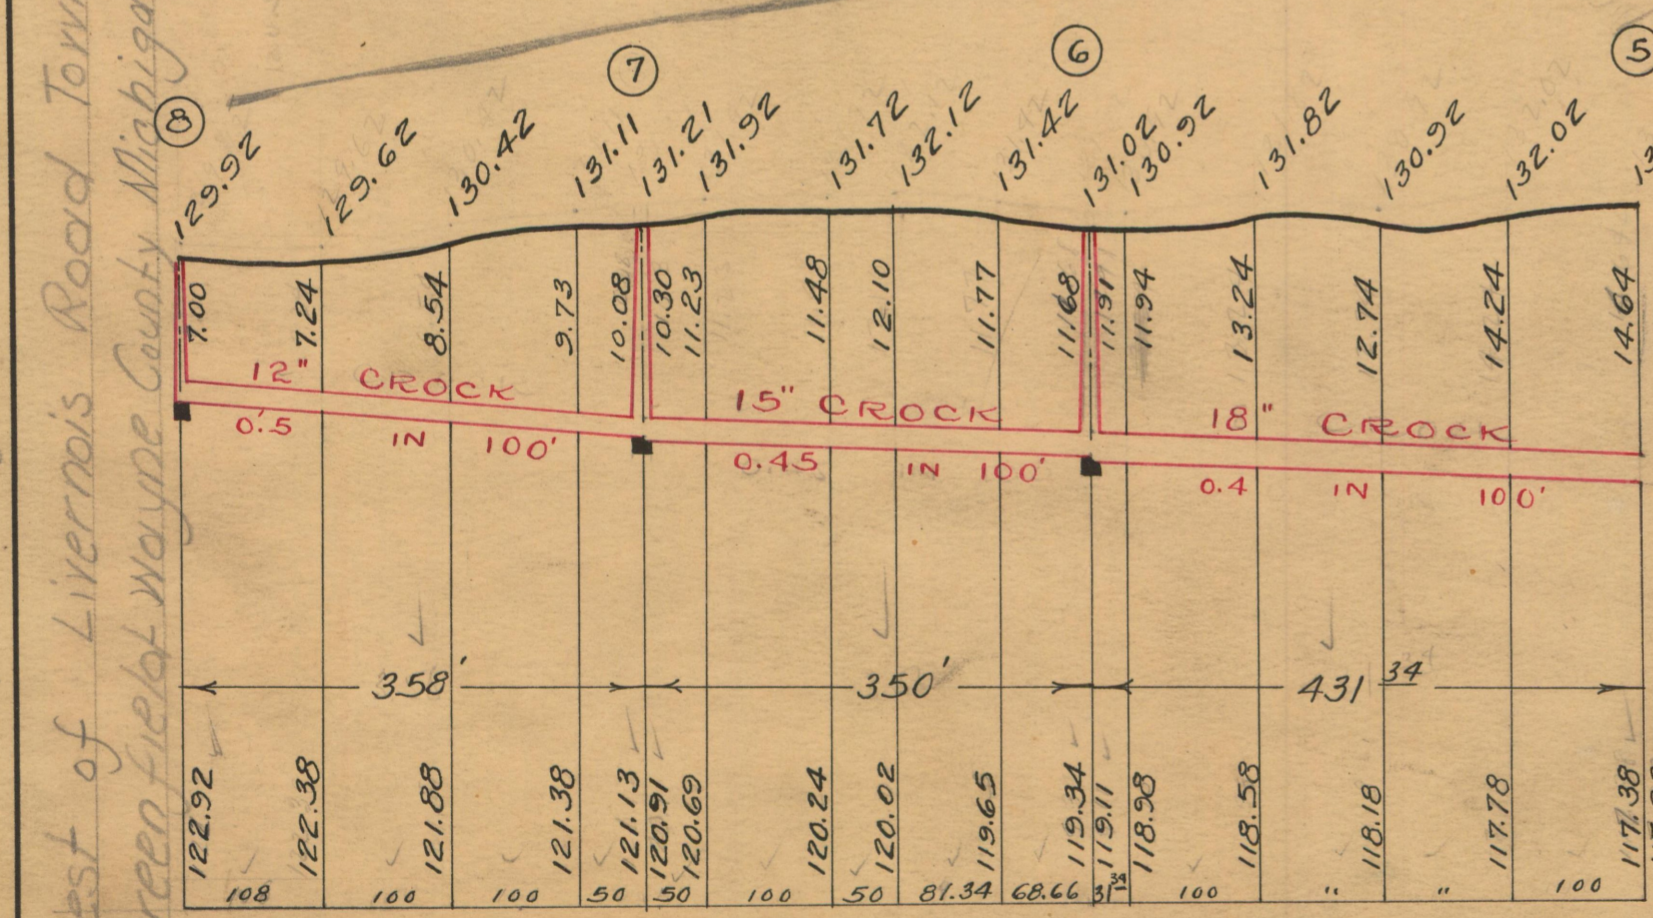 8 7 6 5
129.92 129.62 130.42 131.11 131.21 131.92 131.72 132.12 131.42 131.02 130.92 131.82 130.92 132.02
7.00 7.24 8.54 9.73 10.08 10.30 11.23 11.48 12.10 11.77 11.68 11.91 11.94 13.24 12.74 14.24 14.64
12" CROCK 15" CROCK 18" CROCK
0.5 IN 100' 0.45 IN 100' 0.4 IN 100'
358' 350' 431 34
122.92 122.38 121.88 121.38 121.13 120.91 120.69 120.24 120.02 119.65 119.34 119.11 118.98 118.58 118.18 117.78 117.38
108 100 100 50 50 100 50 81.34 68.66 31 34 100 " " 100
est of Livernois Road Town
reenfield Wayne County Michigan